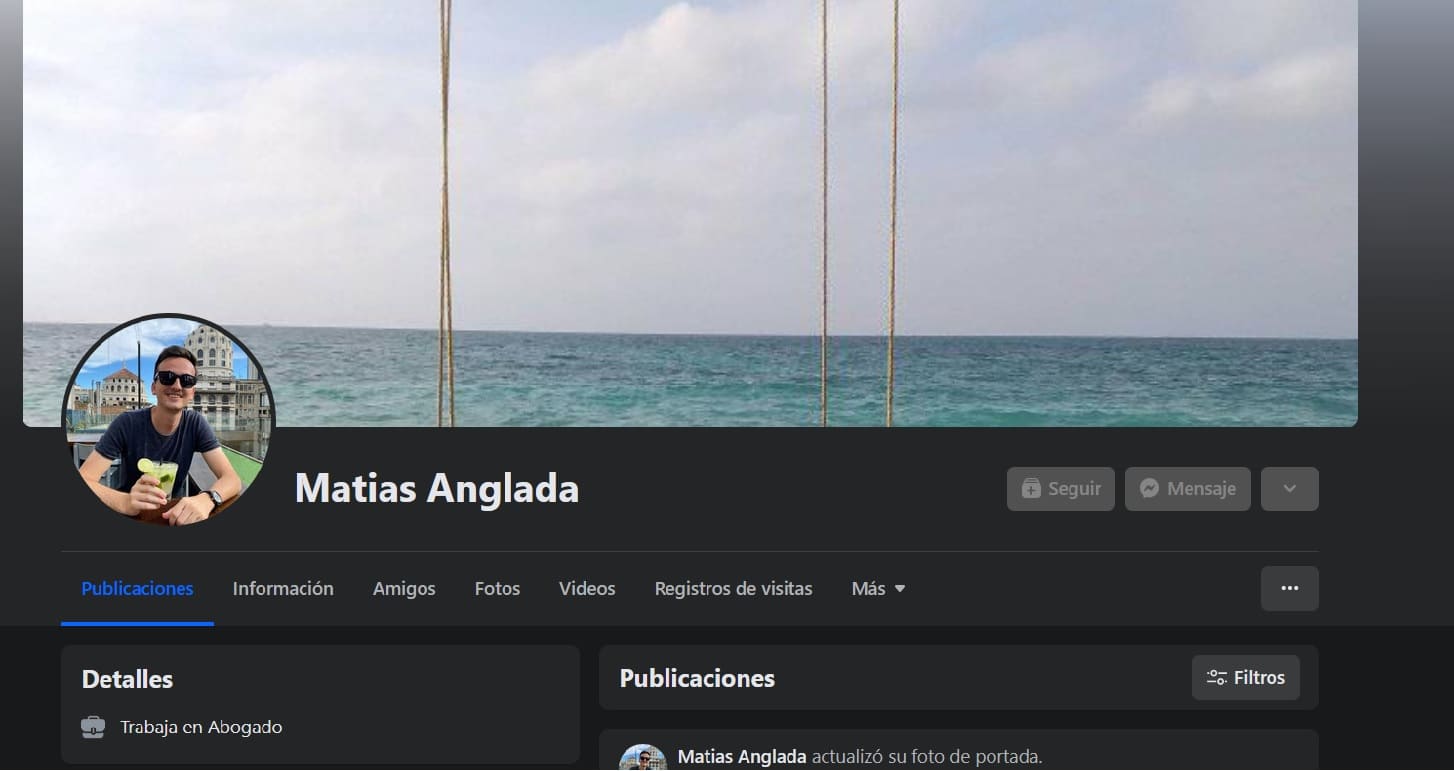 Matias Anglada
Seguir
Mensaje
Publicaciones
Información
Amigos
Fotos
Videos
Registros de visitas
Más
Detalles
Trabaja en Abogado
Publicaciones
Filtros
Matias Anglada actualizó su foto de portada.